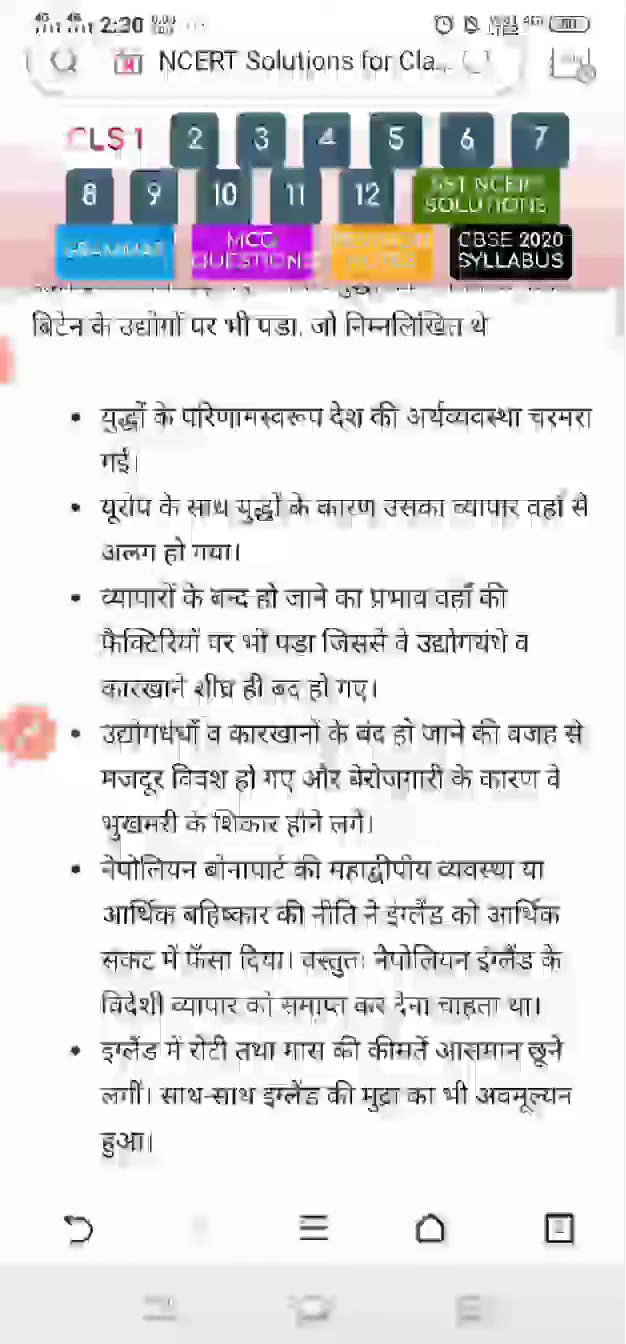 2:30
NCERT Solutions for Cla...
CLS 1 2 3 4 5 6 7
8 9 10 11 12 SST NCERT
SOLUTIONS
GRAMMAR MCQ QUESTIONS REVISION NOTES CBSE 2020 SYLLABUS
ब्रिटेन के उद्योगों पर भी पडा, जो निम्नलिखित थे
• युद्धों के परिणामस्वरूप देश की अर्थव्यवस्था चरमरा
गई।
• यूरोप के साथ युद्धों के कारण उसका व्यापार वहाँ से
अलग हो गया।
• व्यापारों के बन्द हो जाने का प्रभाव वहाँ की
फैक्टिरियों पर भी पडा जिससे वे उद्योगधंधे व
कारखाने शीघ्र ही बंद हो गए।
• उद्योगधंधों व कारखानों के बंद हो जाने की वजह से
मजदूर विवश हो गए और बेरोजगारी के कारण वे
भुखमरी के शिकार होने लगे।
• नेपोलियन बोनापार्ट की महाद्वीपीय व्यवस्था या
आर्थिक बहिष्कार की नीति ने इंग्लैंड को आर्थिक
संकट में फँसा दिया। वस्तुतः नैपोलियन इंग्लैंड के
विदेशी व्यापार को समाप्त कर देना चाहता था।
• इंग्लैंड में रोटी तथा मांस की कीमतें आसमान छूने
लगीं। साथ-साथ इंग्लैंड की मुद्रा का भी अवमूल्यन
हुआ।